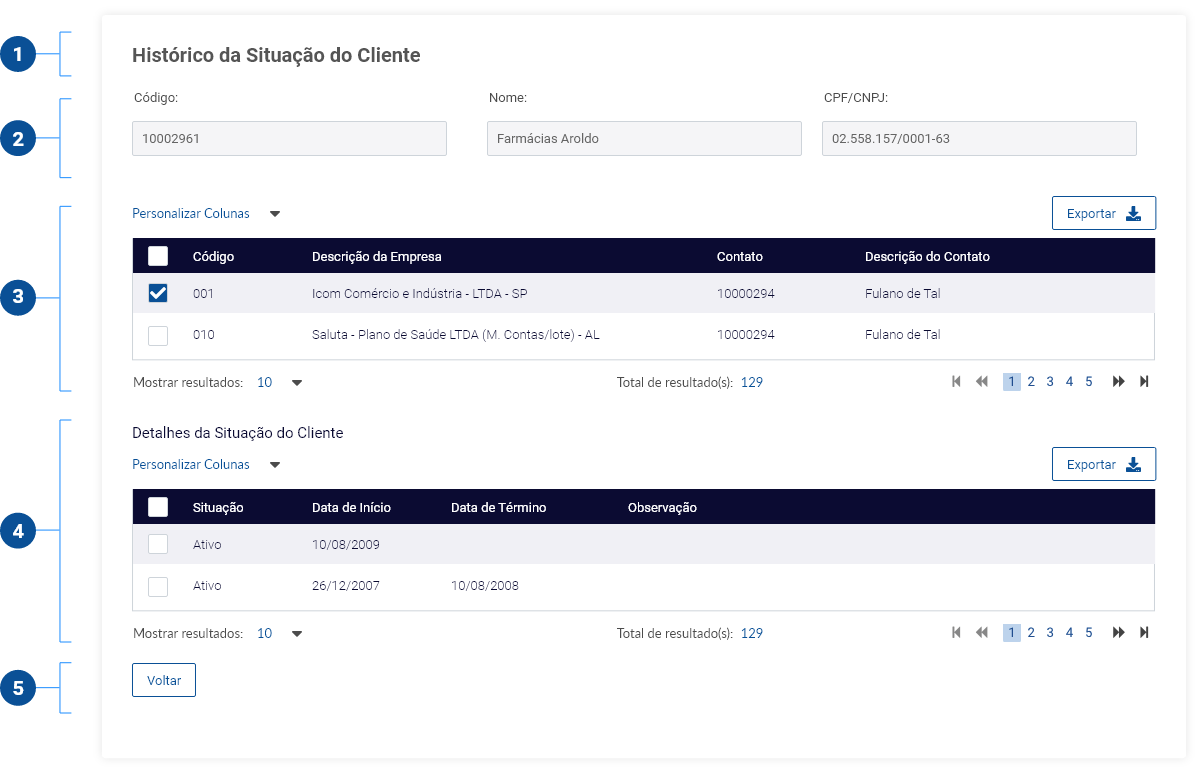 1
Histórico da Situação do Cliente
2
Código: Nome: CPF/CNPJ:
10002961 Farmácias Aroldo 02.558.157/0001-63
3
Personalizar Colunas Exportar
Código Descrição da Empresa Contato Descrição do Contato
001 Icom Comércio e Indústria - LTDA - SP 10000294 Fulano de Tal
010 Saluta - Plano de Saúde LTDA (M. Contas/lote) - AL 10000294 Fulano de Tal
Mostrar resultados: 10 Total de resultado(s): 129 1 2 3 4 5
4
Detalhes da Situação do Cliente
Personalizar Colunas Exportar
Situação Data de Início Data de Término Observação
Ativo 10/08/2009
Ativo 26/12/2007 10/08/2008
Mostrar resultados: 10 Total de resultado(s): 129 1 2 3 4 5
5
Voltar